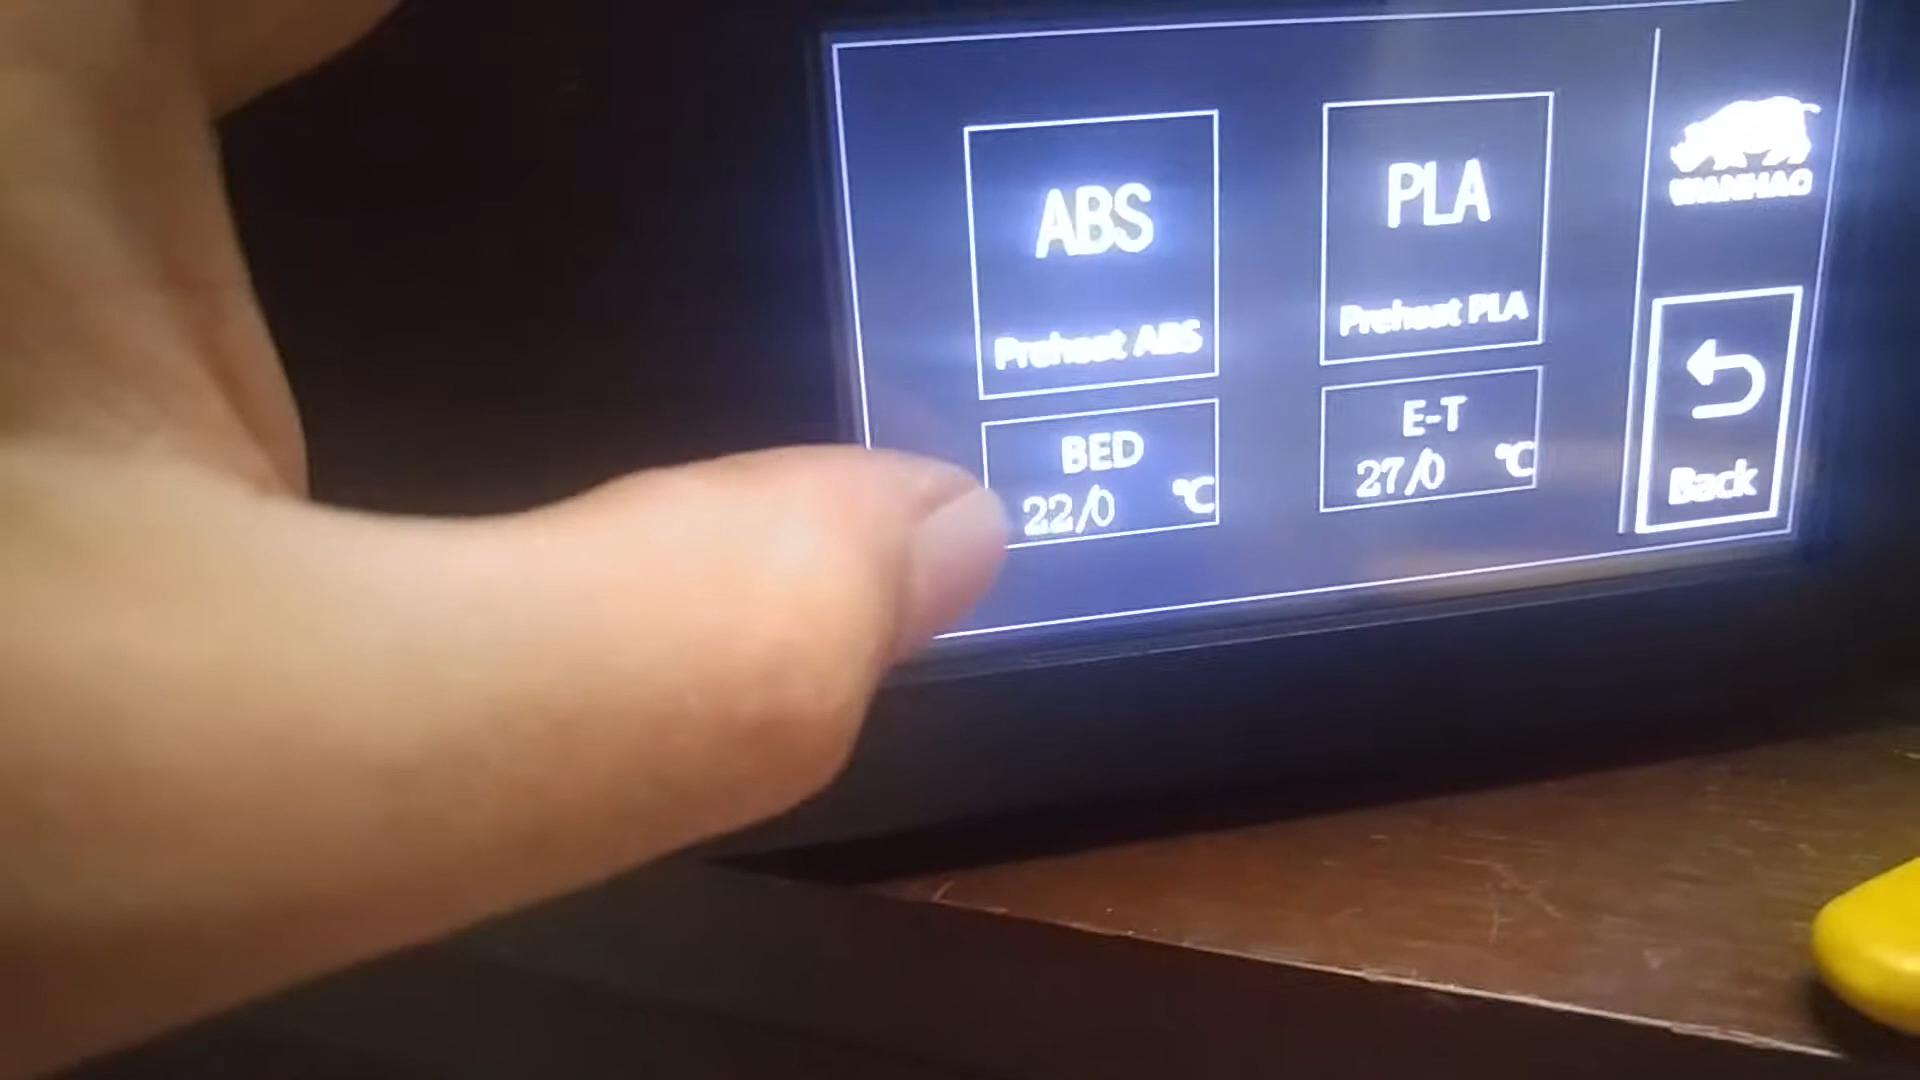 ABS
Preheat ABS
BED
22/0 ℃
PLA
Preheat PLA
E-T
27/0 ℃
WANHAO
Back